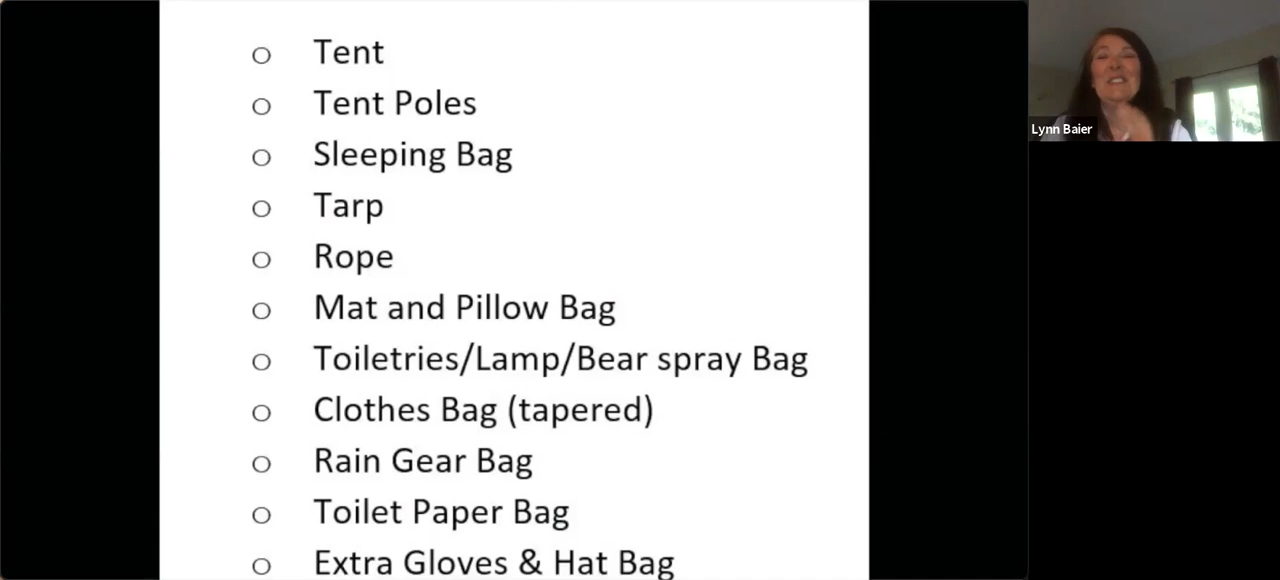 o Tent
o Tent Poles
o Sleeping Bag
o Tarp
o Rope
o Mat and Pillow Bag
o Toiletries/Lamp/Bear spray Bag
o Clothes Bag (tapered)
o Rain Gear Bag
o Toilet Paper Bag
o Extra Gloves & Hat Bag
Lynn Baier